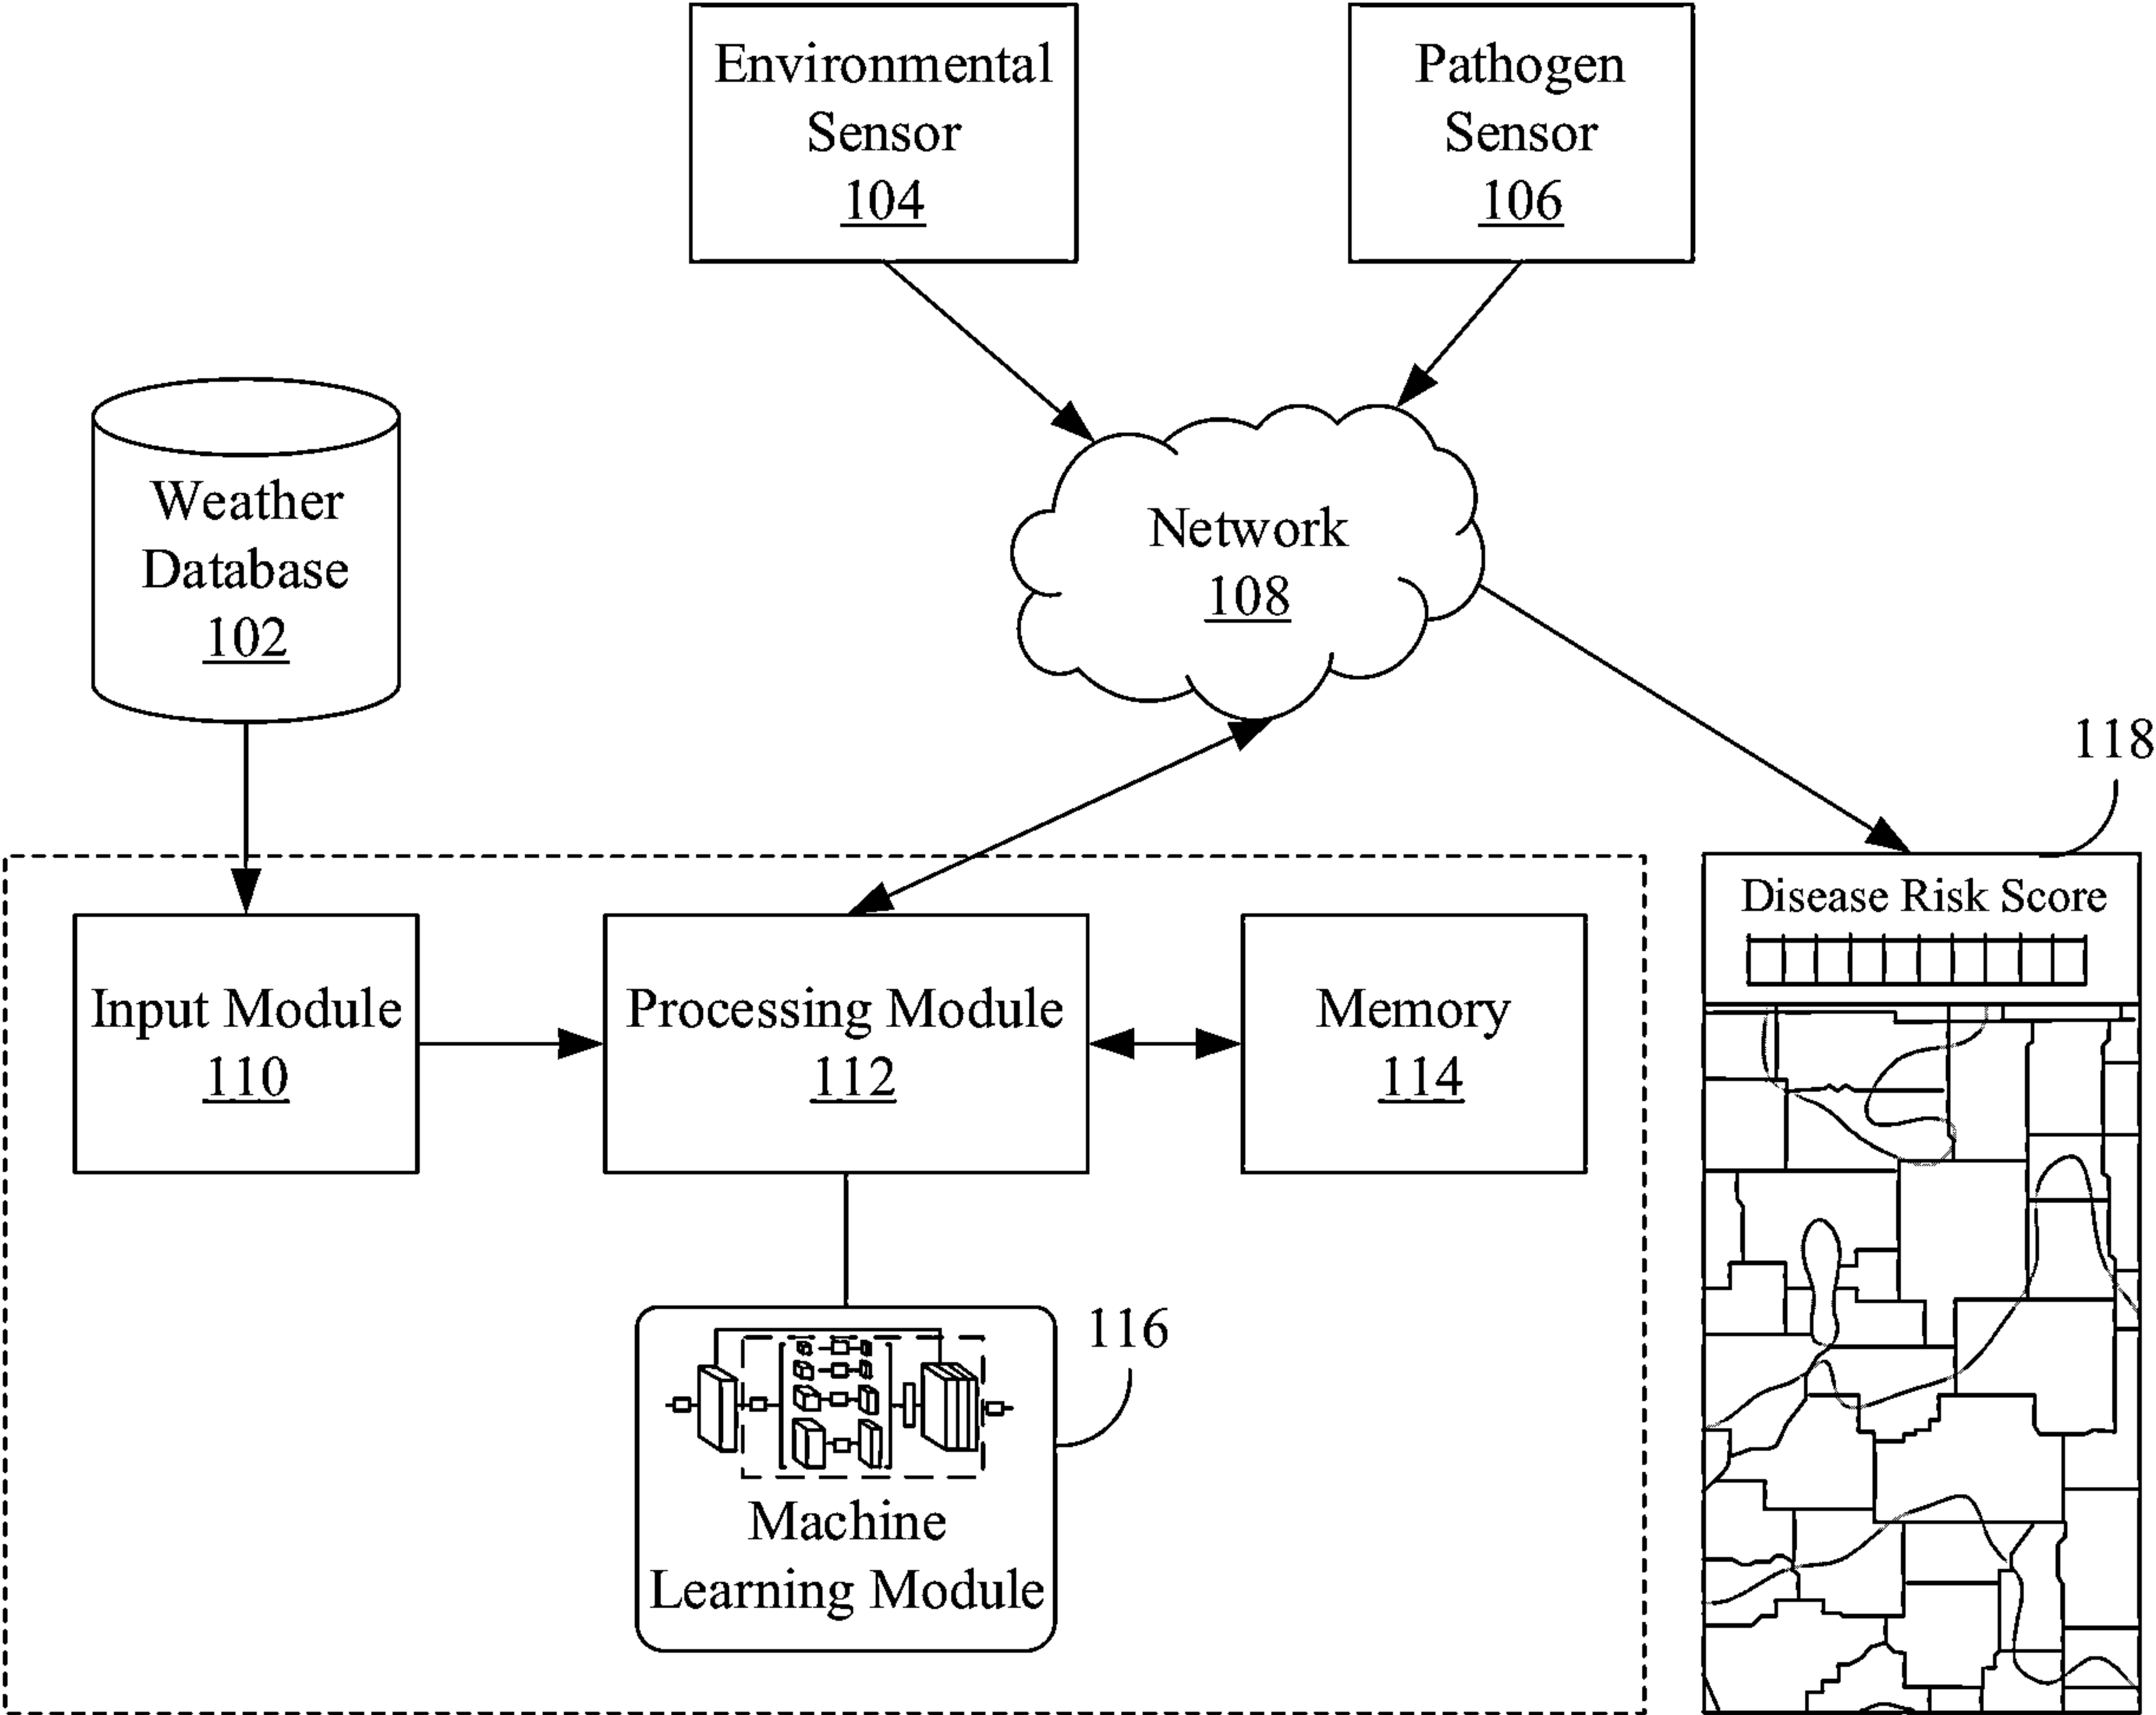 Environmental
Sensor
104
Pathogen
Sensor
106
Weather
Database
102
Network
108
118
Disease Risk Score
Input Module
110
Processing Module
112
Memory
114
116
Machine
Learning Module